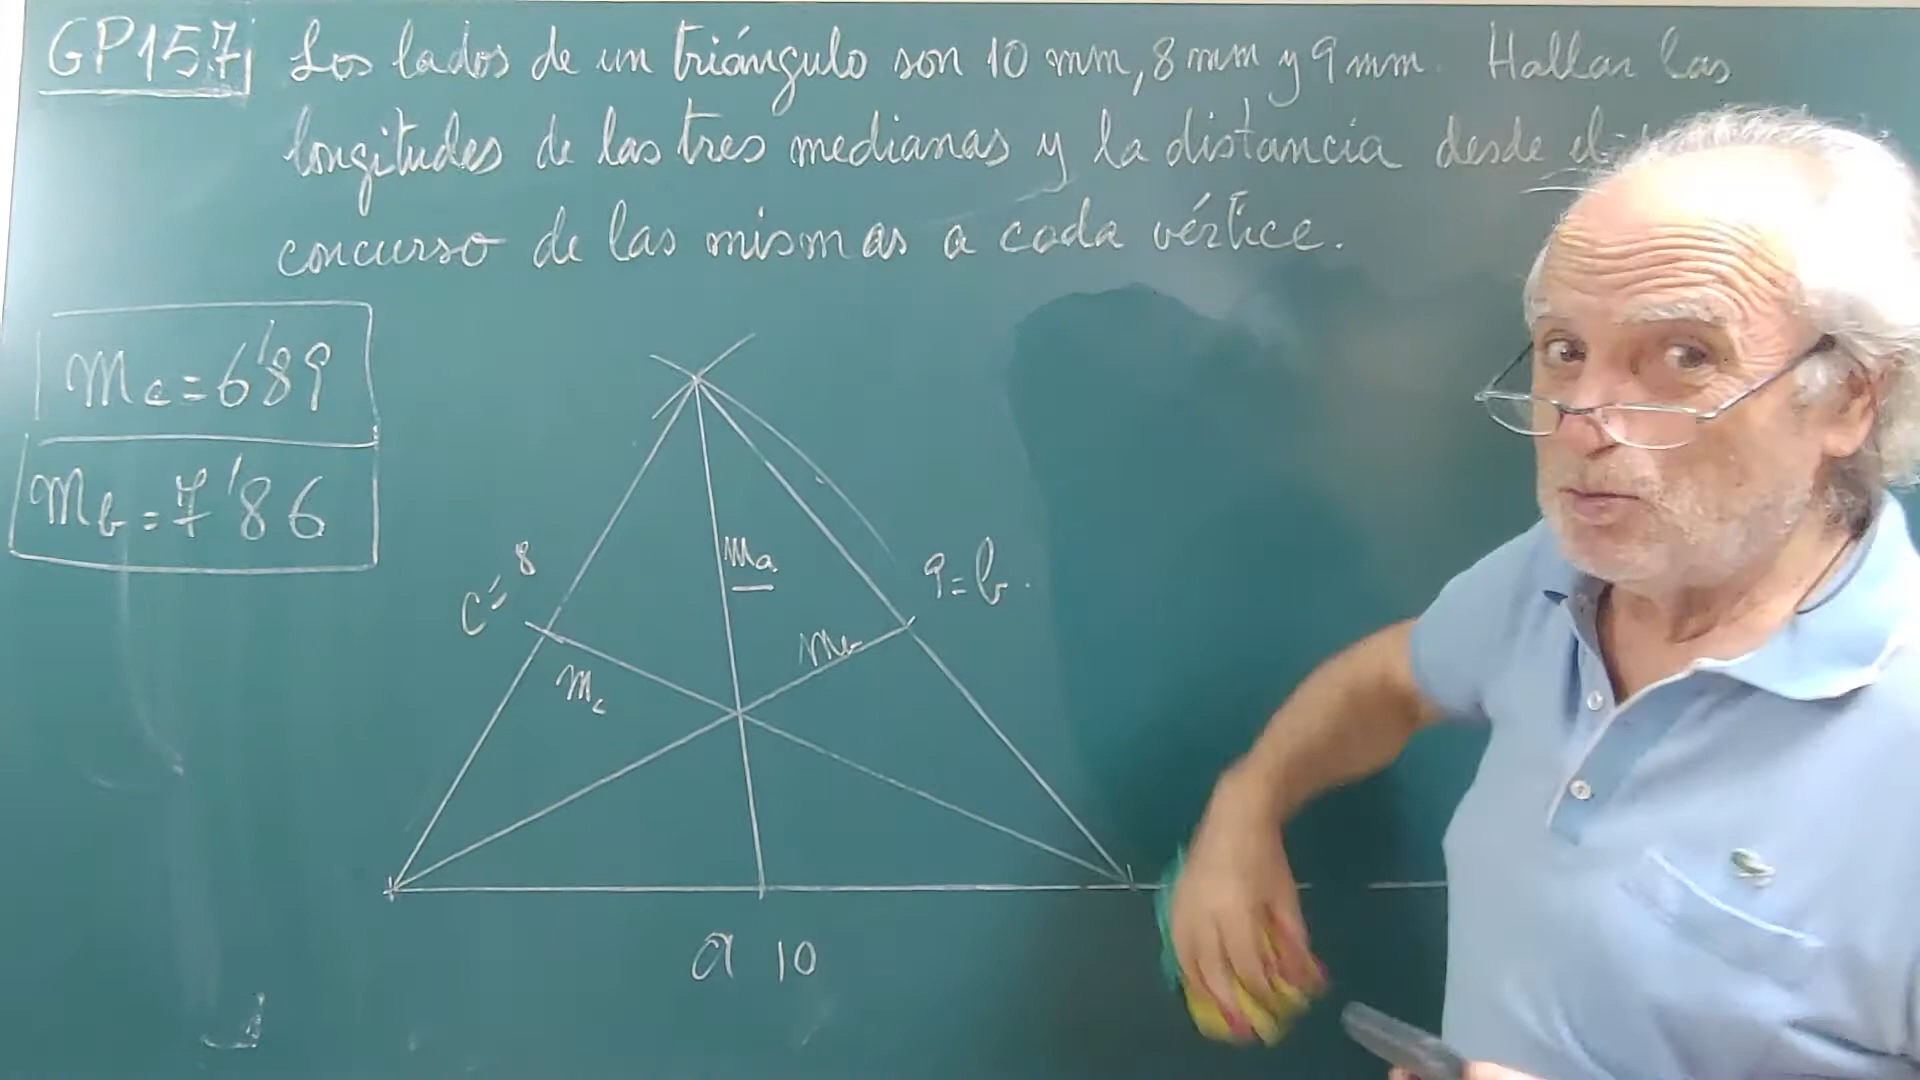 GP157 Los lados de un triángulo son 10 mm, 8 mm y 9 mm. Hallar las
longitudes de las tres medianas y la distancia desde el
concurso de las mismas a cada vértice.
mc = 6'89
mb = 7'86
c = 8
ma
9 = b.
mb
mc
a 10